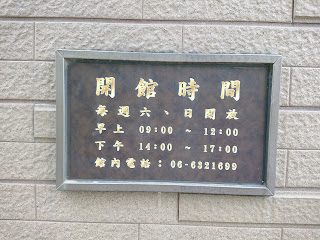 開館時間
每週六、日開放
早上 09:00 ~ 12:00
下午 14:00 ~ 17:00
館內電話：06-6321699